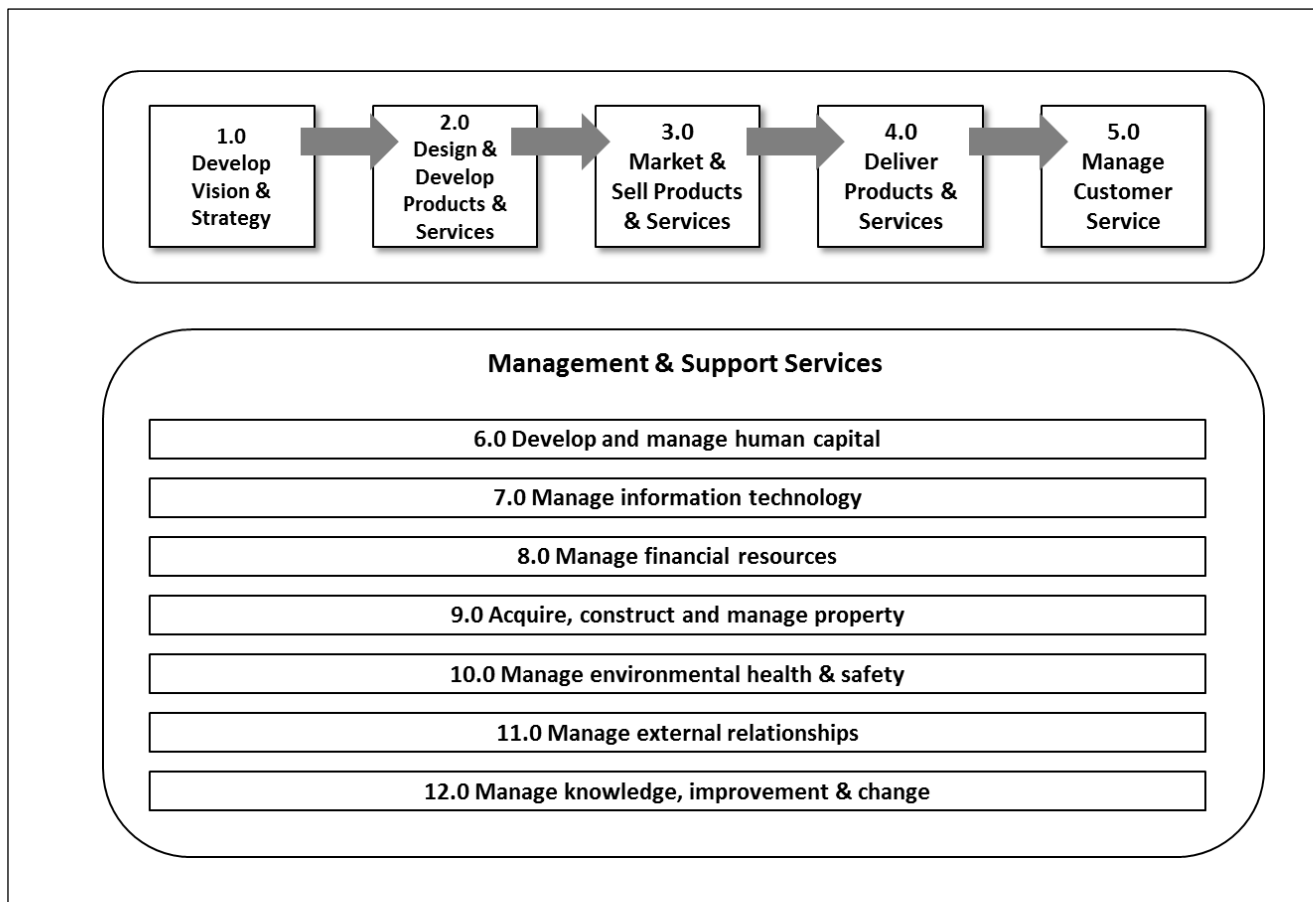 1.0
Develop
Vision &
Strategy
2.0
Design &
Develop
Products &
Services
3.0
Market &
Sell Products
& Services
4.0
Deliver
Products &
Services
5.0
Manage
Customer
Service
Management & Support Services
6.0 Develop and manage human capital
7.0 Manage information technology
8.0 Manage financial resources
9.0 Acquire, construct and manage property
10.0 Manage environmental health & safety
11.0 Manage external relationships
12.0 Manage knowledge, improvement & change